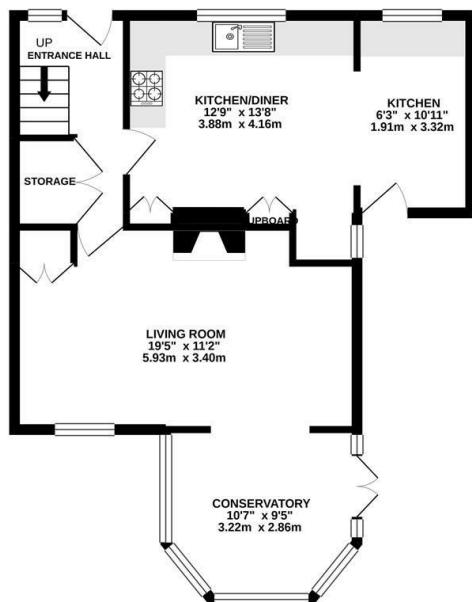 UP
ENTRANCE HALL
KITCHEN/DINER
12'9" x 13'8"
3.88m x 4.16m
KITCHEN
6'3" x 10'11"
1.91m x 3.32m
STORAGE
UPBOARD
LIVING ROOM
19'5" x 11'2"
5.93m x 3.40m
CONSERVATORY
10'7" x 9'5"
3.22m x 2.86m